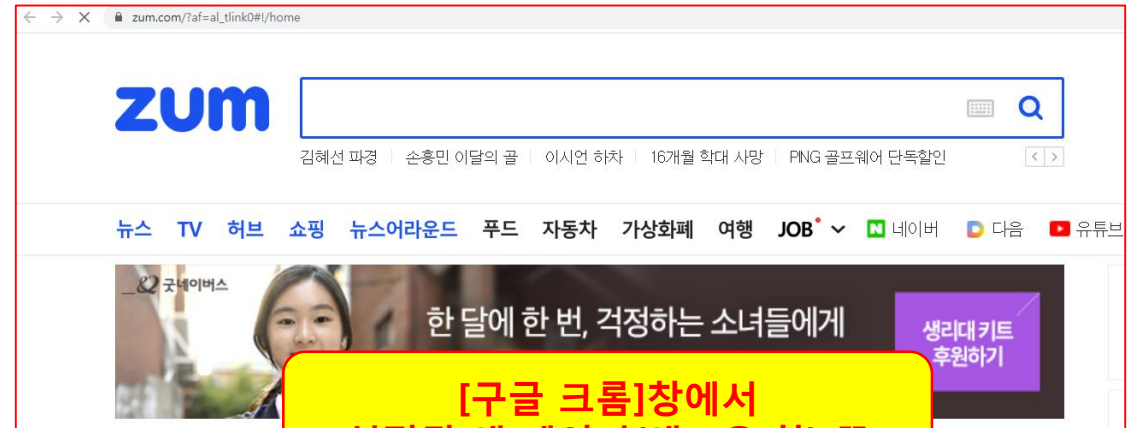 zum.com/?af=al_tlink0#!/home
zum
김혜선 파경 손흥민 이달의 골 이시언 하차 16개월 학대 사망 PING 골프웨어 단독할인
뉴스 TV 허브 쇼핑 뉴스어라운드 푸드 자동차 가상화폐 여행 JOB N 네이버 다음 유튜브
굿네이버스
한 달에 한 번, 걱정하는 소녀들에게
생리대 키트
후원하기
[구글 크롬]창에서